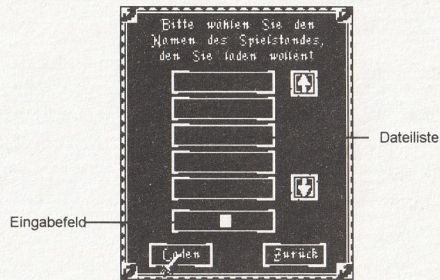 Bitte wählen Sie den
Namen des Spielstandes,
den Sie laden wollen!
Dateiliste
Eingabefeld
Laden
Zurück